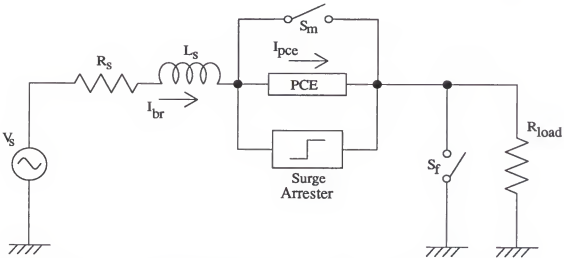 Sm
Ipce
Rs
Ls
Ibr
PCE
Vs
Surge
Arrester
Sf
Rload